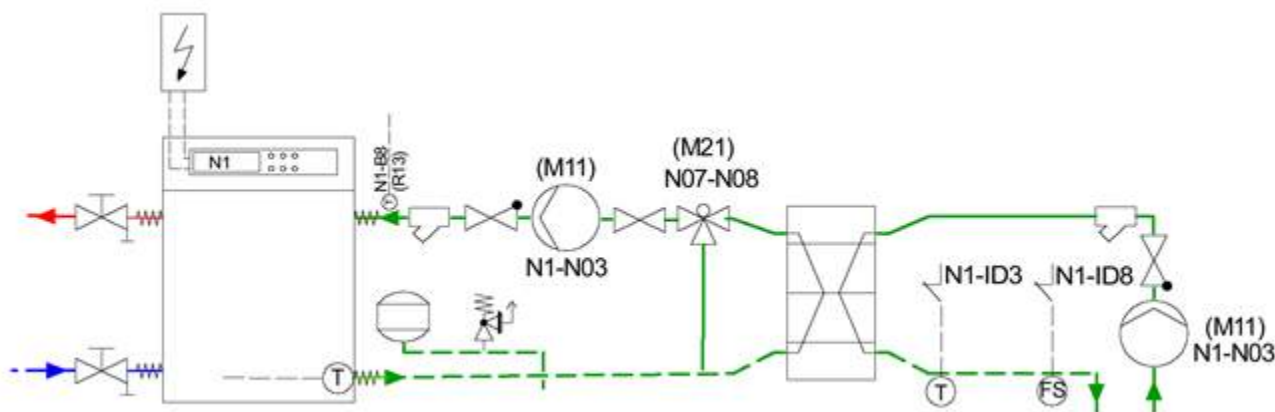 N1
N1-B8
(R13)
T
(M11)
N1-N03
(M21)
N07-N08
N1-ID3
N1-ID8
(M11)
N1-N03
T
T
FS